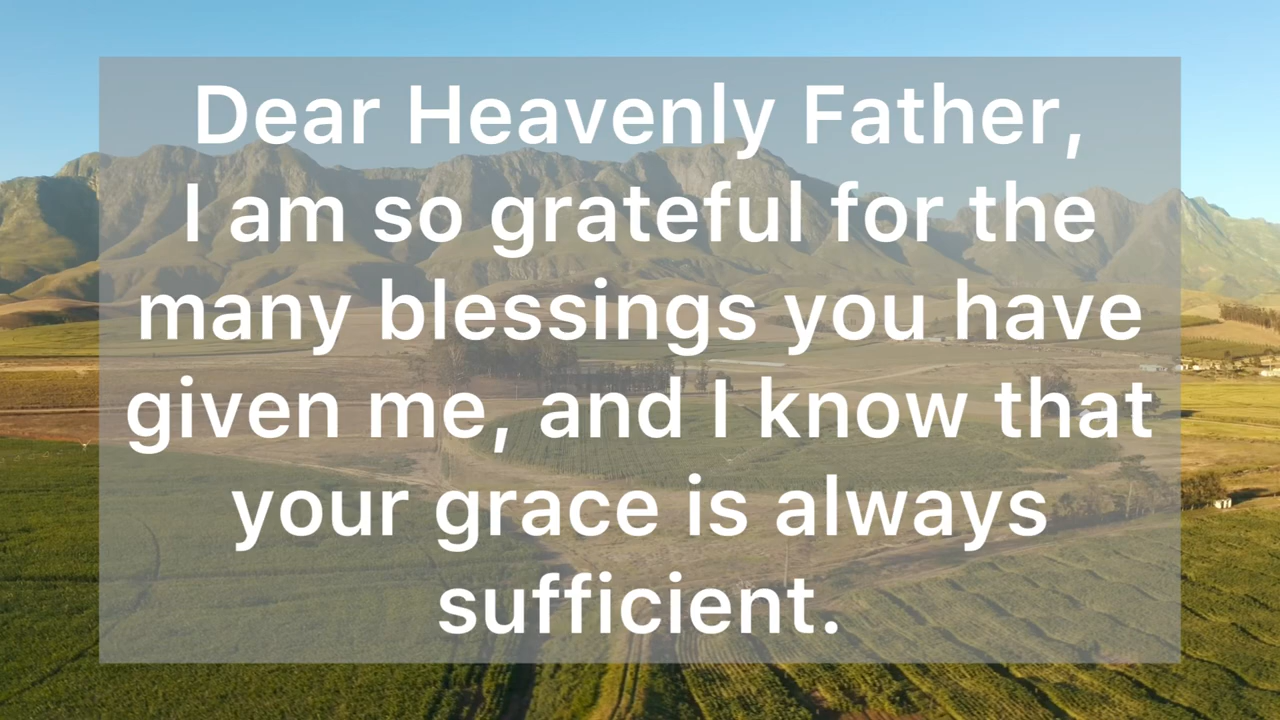 Dear Heavenly Father,
I am so grateful for the
many blessings you have
given me, and I know that
your grace is always
sufficient.